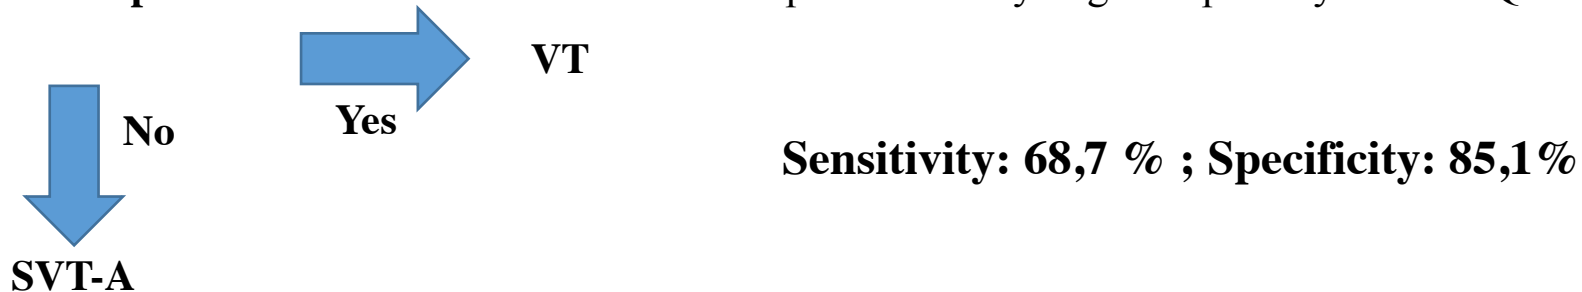 VT
Yes
No
Sensitivity: 68,7 % ; Specificity: 85,1%
SVT-A